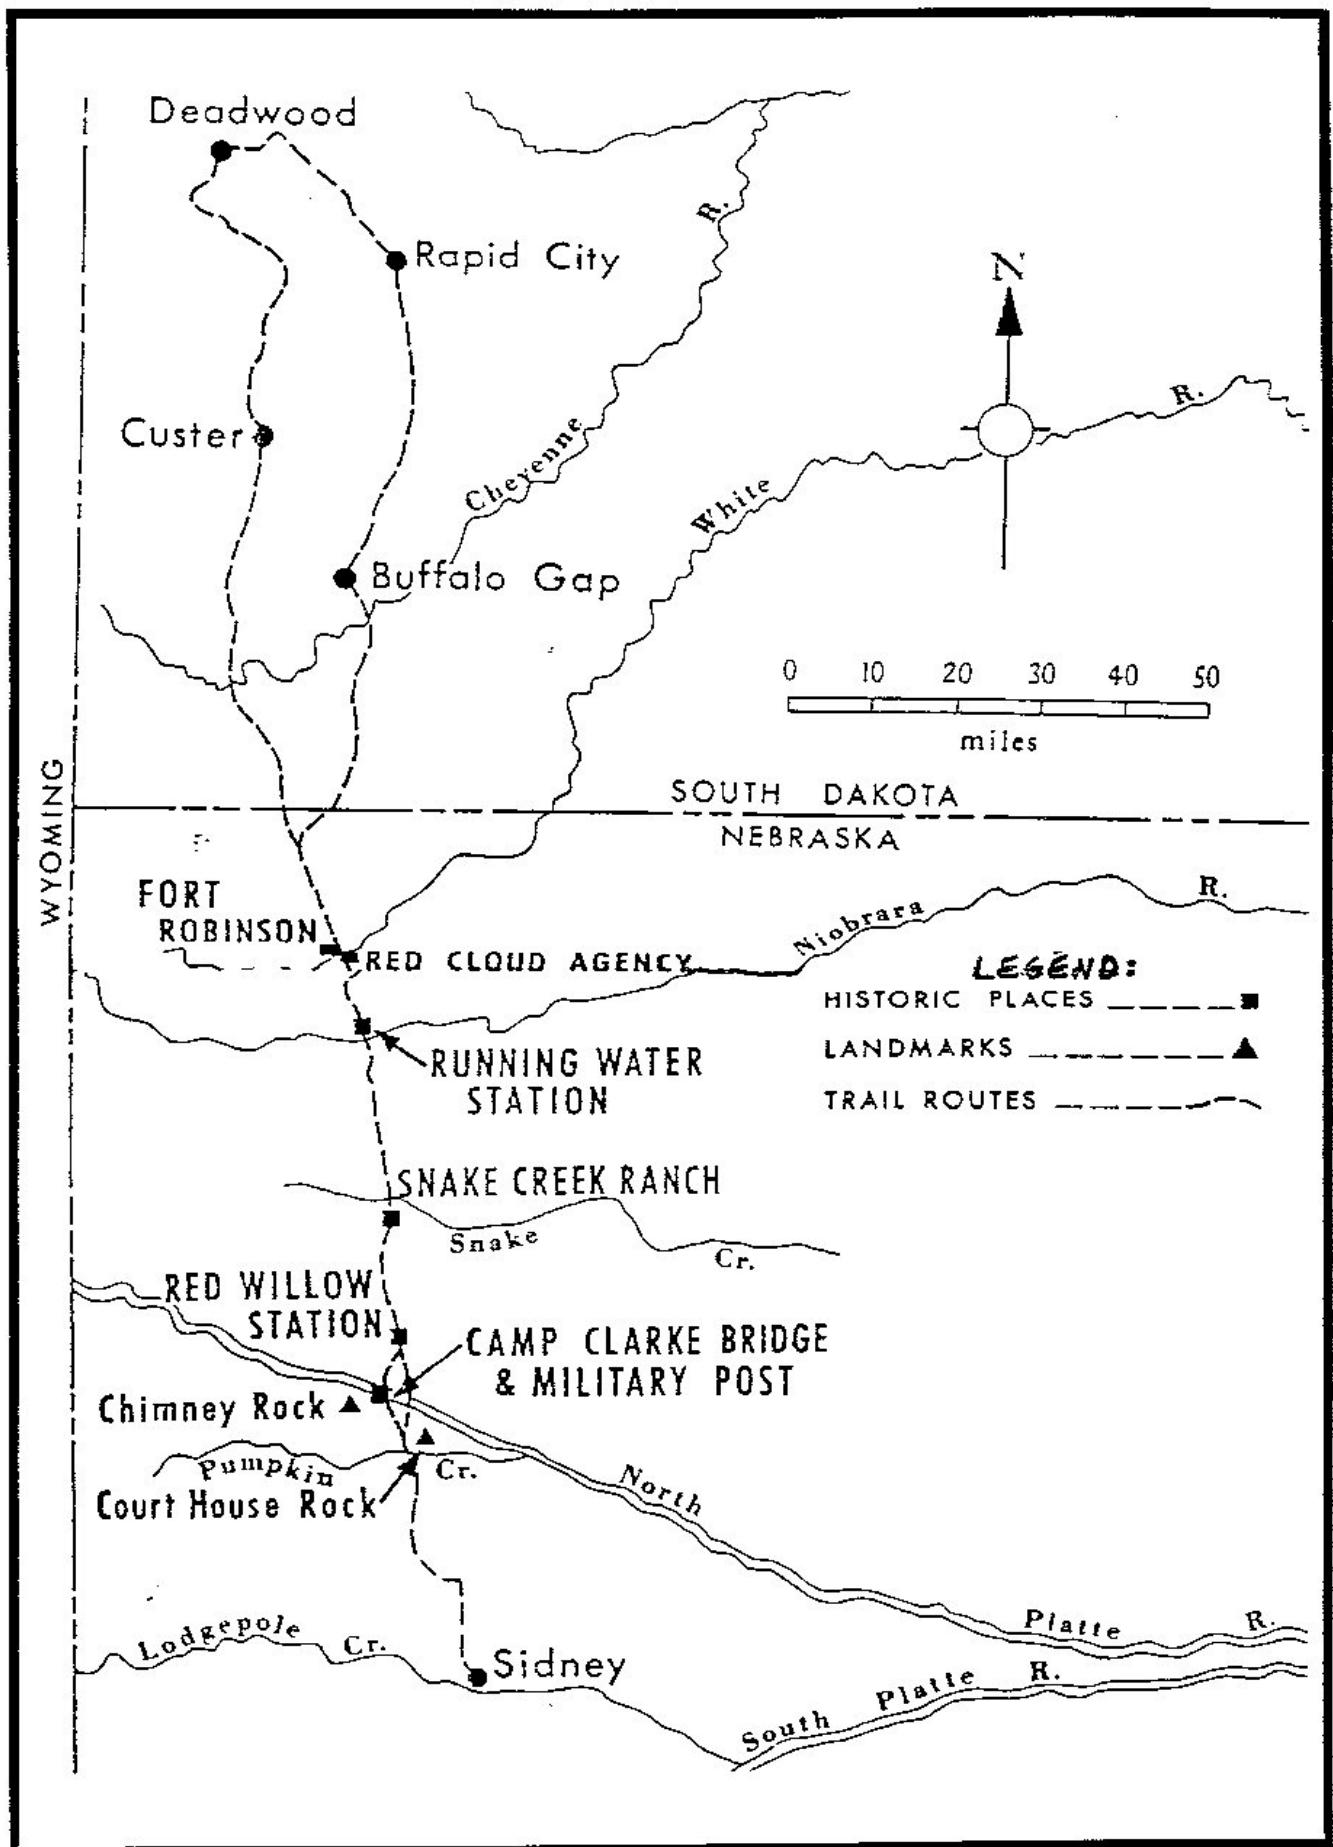 Deadwood
R.
Rapid City
N
R.
Custer
Cheyenne
White
Buffalo Gap
0 10 20 30 40 50
miles
WYOMING
SOUTH DAKOTA
NEBRASKA
FORT
ROBINSON
R.
Niobrara
RED CLOUD AGENCY
LEGEND:
HISTORIC PLACES
LANDMARKS
TRAIL ROUTES
RUNNING WATER
STATION
SNAKE CREEK RANCH
Snake
Cr.
RED WILLOW
STATION
CAMP CLARKE BRIDGE
& MILITARY POST
Chimney Rock
Pumpkin
Cr.
Court House Rock
North
Platte
R.
Lodgepole
Cr.
Sidney
South Platte R.